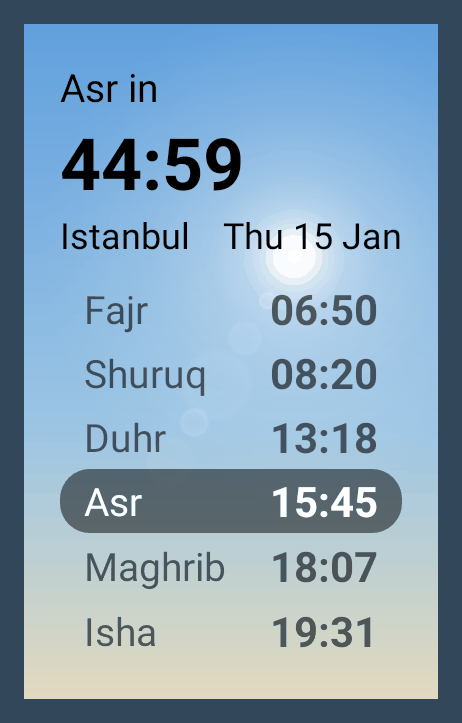 Asr in
44:59
Istanbul Thu 15 Jan
Fajr 06:50
Shuruq 08:20
Duhr 13:18
Asr 15:45
Maghrib 18:07
Isha 19:31